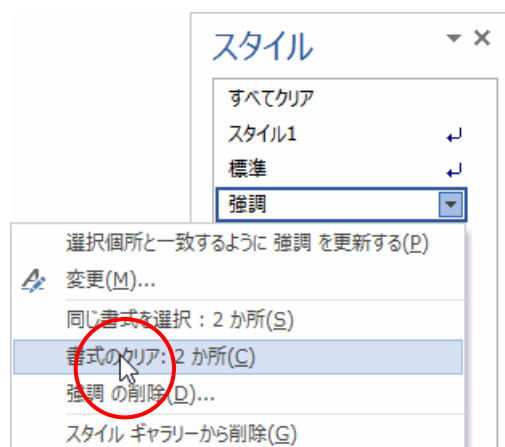 スタイル
すべてクリア
スタイル1
標準
強調
選択個所と一致するように 強調 を更新する(P)
変更(M)...
同じ書式を選択 : 2 か所(S)
書式のクリア: 2 か所(C)
強調 の削除(D)...
スタイル ギャラリーから削除(G)